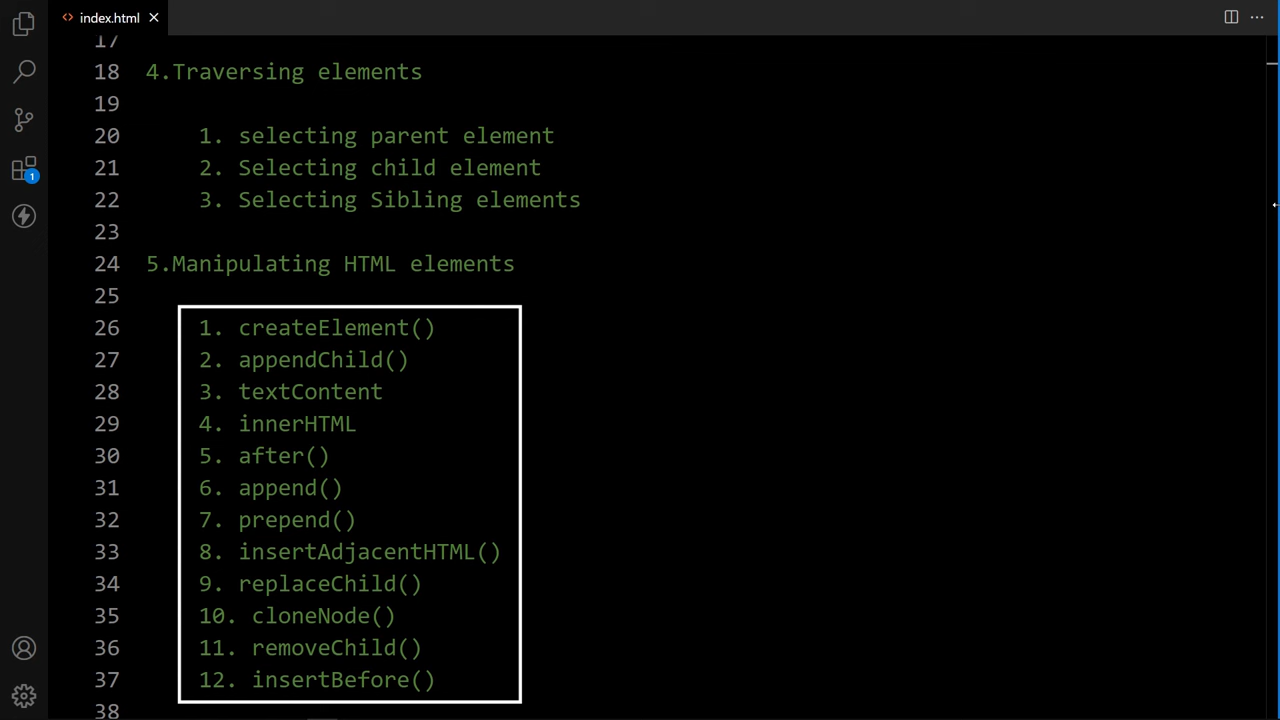 index.html
17
18 4.Traversing elements
19
20 1. selecting parent element
21 2. Selecting child element
22 3. Selecting Sibling elements
23
24 5.Manipulating HTML elements
25
26 1. createElement()
27 2. appendChild()
28 3. textContent
29 4. innerHTML
30 5. after()
31 6. append()
32 7. prepend()
33 8. insertAdjacentHTML()
34 9. replaceChild()
35 10. cloneNode()
36 11. removeChild()
37 12. insertBefore()
38
1